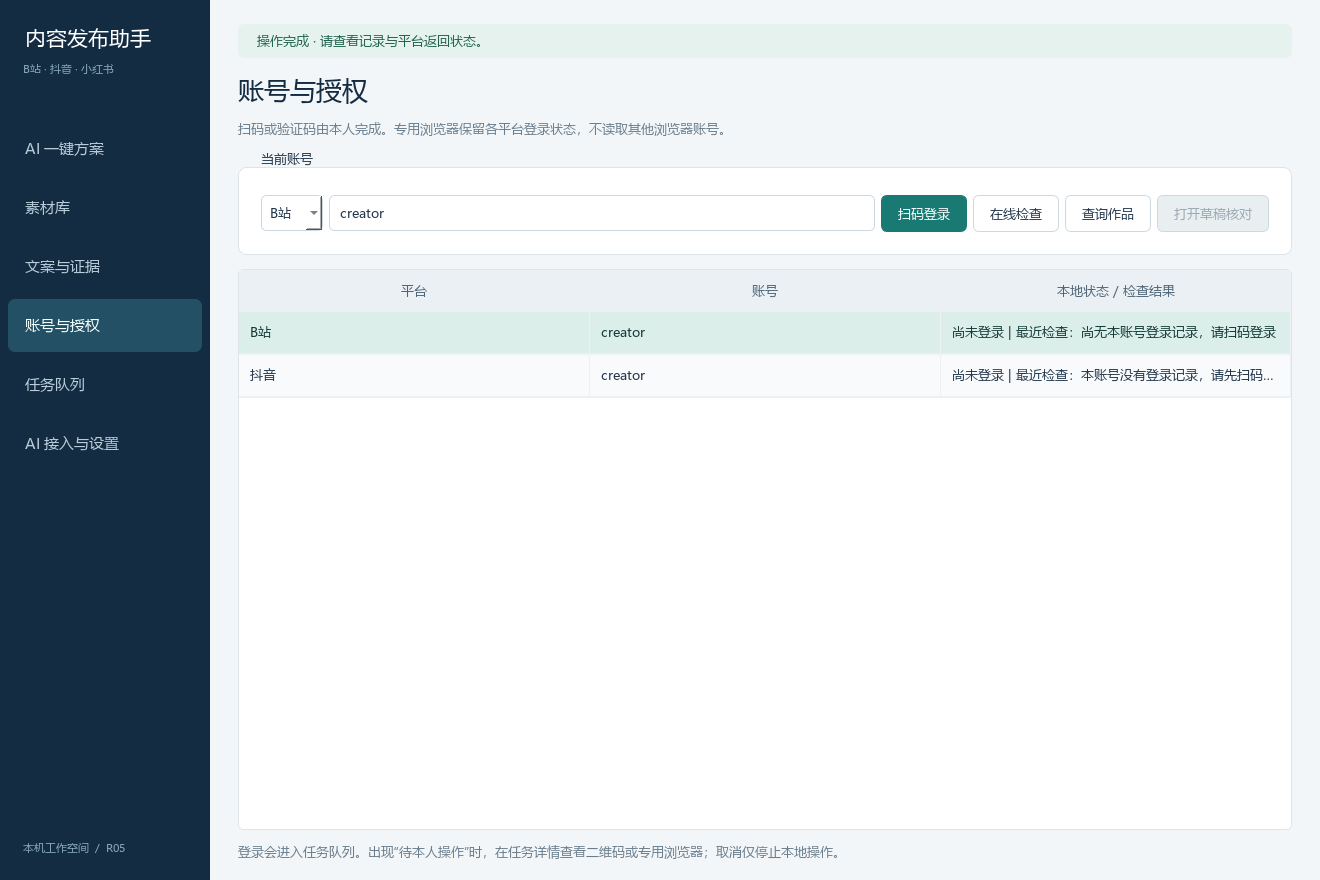 内容发布助手
B站 · 抖音 · 小红书
AI 一键方案
素材库
文案与证据
账号与授权
任务队列
AI 接入与设置
本机工作空间 / R05
操作完成 · 请查看记录与平台返回状态。
账号与授权
扫码或验证码由本人完成。专用浏览器保留各平台登录状态，不读取其他浏览器账号。
当前账号
B站 creator 扫码登录 在线检查 查询作品 打开草稿核对
平台 账号 本地状态 / 检查结果
B站 creator 尚未登录 | 最近检查：尚无本账号登录记录，请扫码登录
抖音 creator 尚未登录 | 最近检查：本账号没有登录记录，请先扫码...
登录会进入任务队列。出现“待本人操作”时，在任务详情查看二维码或专用浏览器；取消仅停止本地操作。